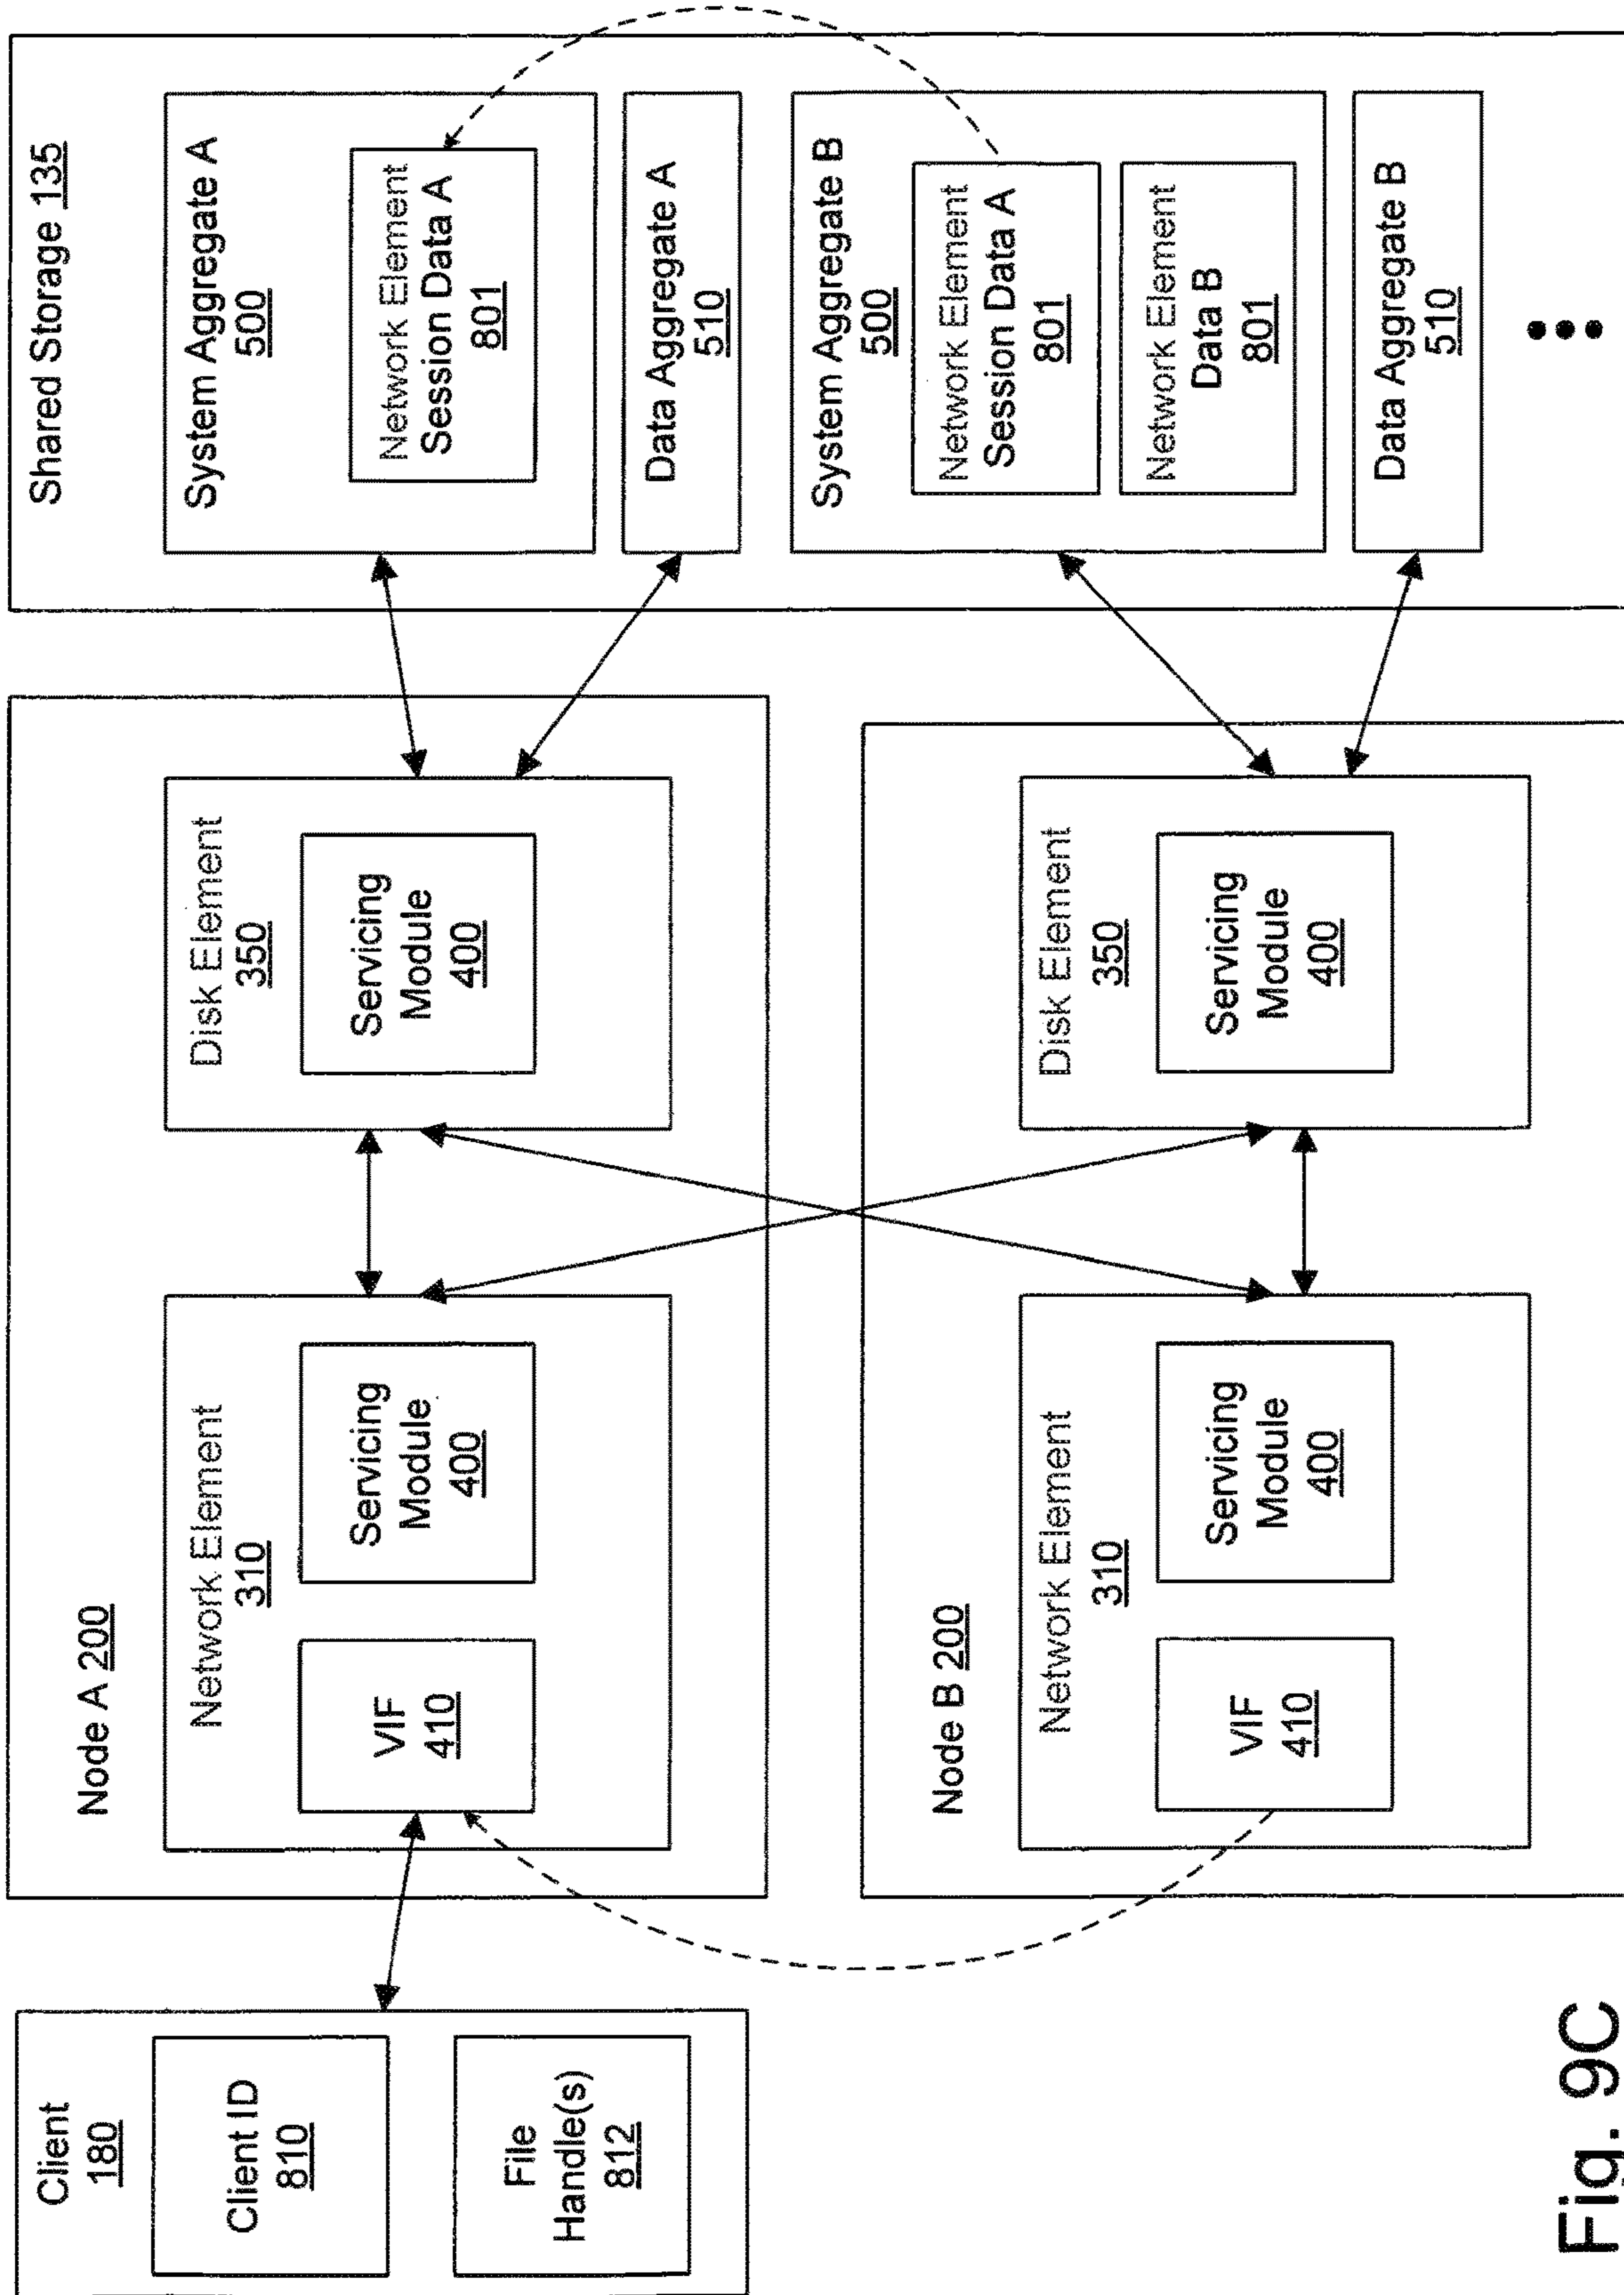 Client
180
Client ID
810
File
Handle(s)
812
Node A 200
Network Element
310
VIF
410
Servicing
Module
400
Disk Element
350
Servicing
Module
400
Node B 200
Network Element
310
VIF
410
Servicing
Module
400
Disk Element
350
Servicing
Module
400
Shared Storage 135
System Aggregate A
500
Network Element
Session Data A
801
Data Aggregate A
510
System Aggregate B
500
Network Element
Session Data A
801
Network Element
Data B
801
Data Aggregate B
510
Fig. 9C